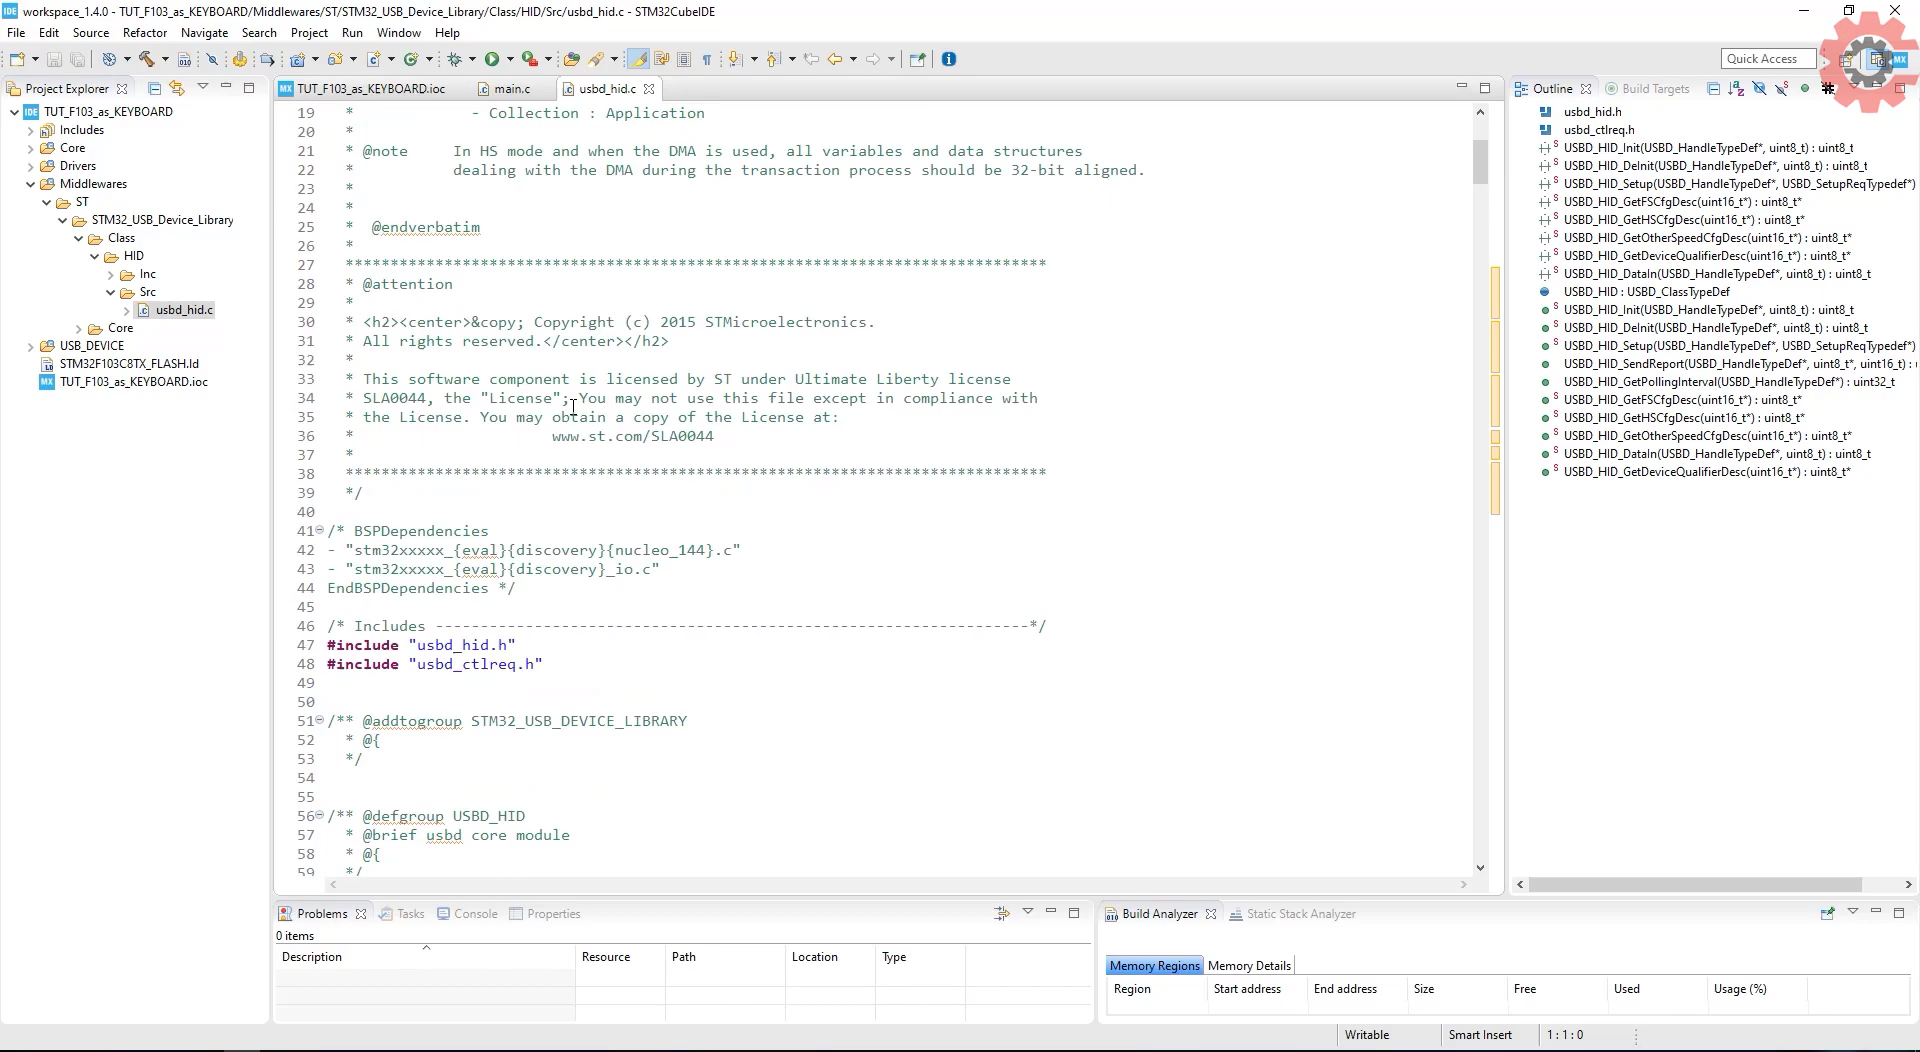 workspace_1.4.0 - TUT_F103_as_KEYBOARD/Middlewares/ST/STM32_USB_Device_Library/Class/HID/Src/usbd_hid.c - STM32CubeIDE
File Edit Source Refactor Navigate Search Project Run Window Help
Quick Access
Project Explorer
TUT_F103_as_KEYBOARD
Includes
Core
Drivers
Middlewares
ST
STM32_USB_Device_Library
Class
HID
Inc
Src
usbd_hid.c
Core
USB_DEVICE
STM32F103C8TX_FLASH.ld
TUT_F103_as_KEYBOARD.ioc
TUT_F103_as_KEYBOARD.ioc main.c usbd_hid.c
19 * - Collection : Application
20 *
21 * @note In HS mode and when the DMA is used, all variables and data structures
22 * dealing with the DMA during the transaction process should be 32-bit aligned.
23 *
24 *
25 * @endverbatim
26 *
27 ******************************************************************************
28 * @attention
29 *
30 * <h2><center>&copy; Copyright (c) 2015 STMicroelectronics.
31 * All rights reserved.</center></h2>
32 *
33 * This software component is licensed by ST under Ultimate Liberty license
34 * SLA0044, the "License"; You may not use this file except in compliance with
35 * the License. You may obtain a copy of the License at:
36 * www.st.com/SLA0044
37 *
38 ******************************************************************************
39 */
40
41 /* BSPDependencies
42 - "stm32xxxxx_{eval}{discovery}{nucleo_144}.c"
43 - "stm32xxxxx_{eval}{discovery}_io.c"
44 EndBSPDependencies */
45
46 /* Includes ------------------------------------------------------------------*/
47 #include "usbd_hid.h"
48 #include "usbd_ctlreq.h"
49
50
51 /** @addtogroup STM32_USB_DEVICE_LIBRARY
52 * @{
53 */
54
55
56 /** @defgroup USBD_HID
57 * @brief usbd core module
58 * @{
59 */
Outline Build Targets
usbd_hid.h
usbd_ctlreq.h
USBD_HID_Init(USBD_HandleTypeDef*, uint8_t) : uint8_t
USBD_HID_DeInit(USBD_HandleTypeDef*, uint8_t) : uint8_t
USBD_HID_Setup(USBD_HandleTypeDef*, USBD_SetupReqTypedef*)
USBD_HID_GetFSCfgDesc(uint16_t*) : uint8_t*
USBD_HID_GetHSCfgDesc(uint16_t*) : uint8_t*
USBD_HID_GetOtherSpeedCfgDesc(uint16_t*) : uint8_t*
USBD_HID_GetDeviceQualifierDesc(uint16_t*) : uint8_t*
USBD_HID_DataIn(USBD_HandleTypeDef*, uint8_t) : uint8_t
USBD_HID : USBD_ClassTypeDef
USBD_HID_Init(USBD_HandleTypeDef*, uint8_t) : uint8_t
USBD_HID_DeInit(USBD_HandleTypeDef*, uint8_t) : uint8_t
USBD_HID_Setup(USBD_HandleTypeDef*, USBD_SetupReqTypedef*)
USBD_HID_SendReport(USBD_HandleTypeDef*, uint8_t*, uint16_t) :
USBD_HID_GetPollingInterval(USBD_HandleTypeDef*) : uint32_t
USBD_HID_GetFSCfgDesc(uint16_t*) : uint8_t*
USBD_HID_GetHSCfgDesc(uint16_t*) : uint8_t*
USBD_HID_GetOtherSpeedCfgDesc(uint16_t*) : uint8_t*
USBD_HID_DataIn(USBD_HandleTypeDef*, uint8_t) : uint8_t
USBD_HID_GetDeviceQualifierDesc(uint16_t*) : uint8_t*
Problems Tasks Console Properties
0 items
Description Resource Path Location Type
Build Analyzer Static Stack Analyzer
Memory Regions Memory Details
Region Start address End address Size Free Used Usage (%)
Writable Smart Insert 1 : 1 : 0